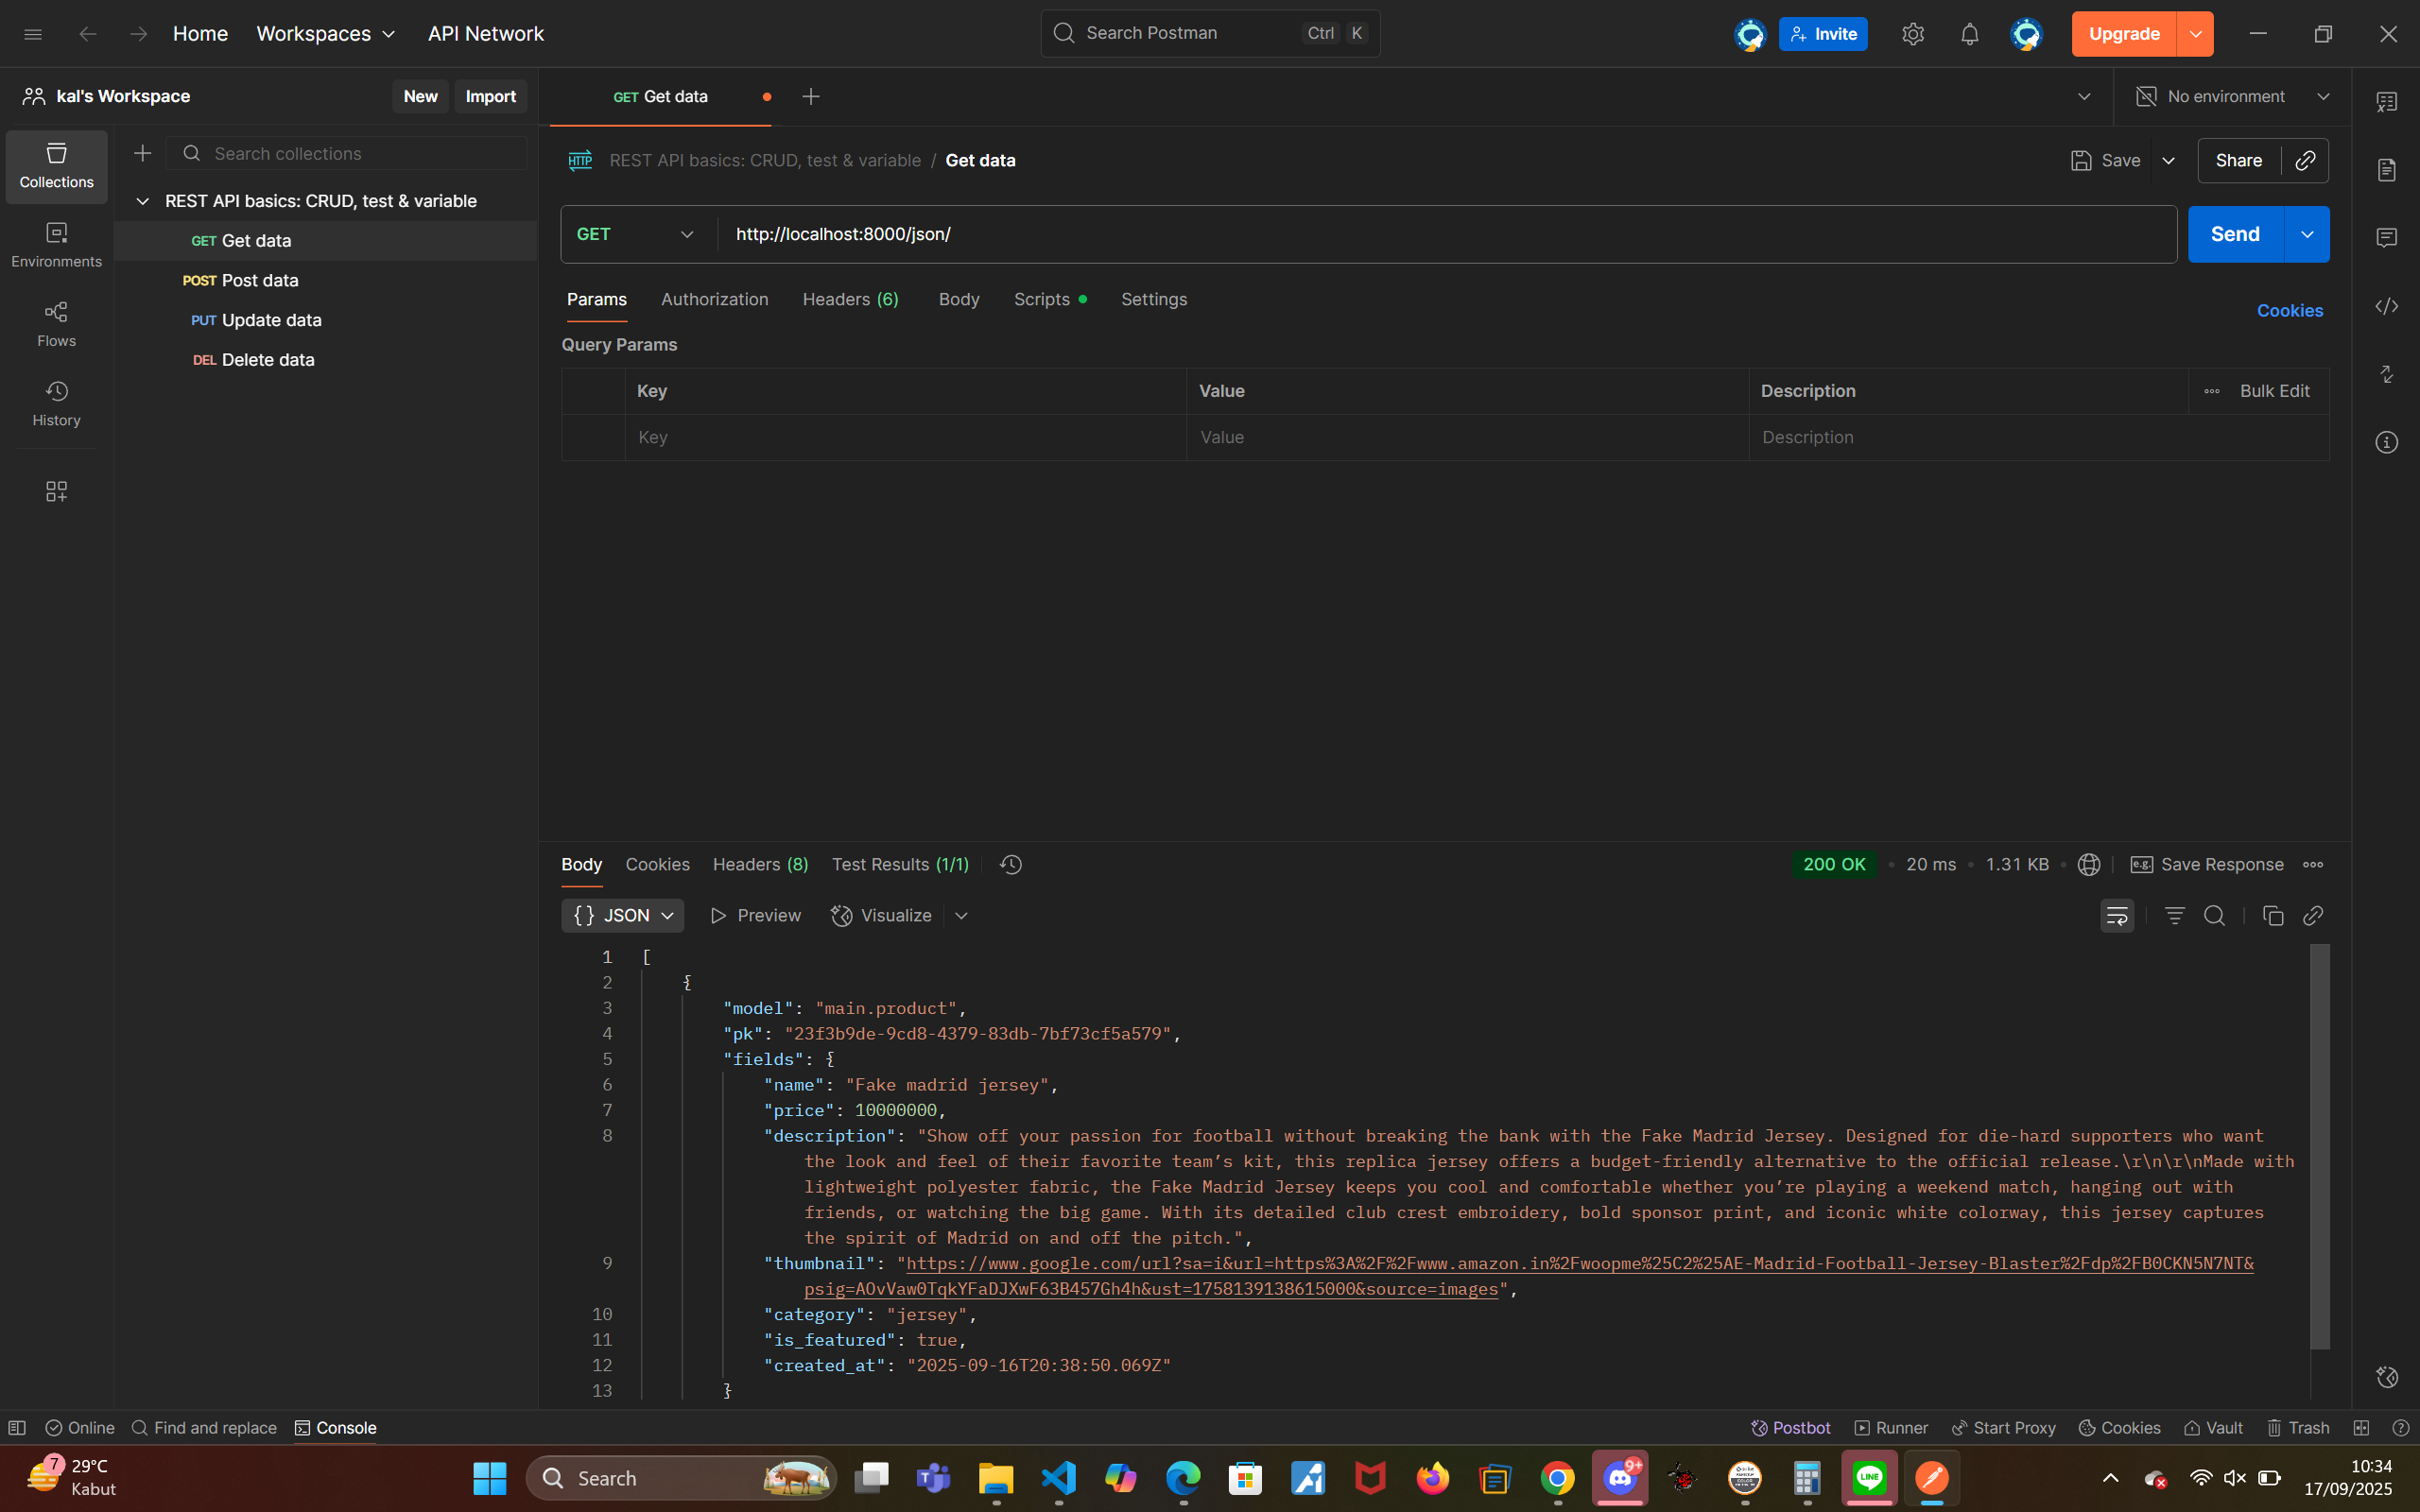 Home Workspaces API Network Search Postman Ctrl K Invite Upgrade
kal's Workspace New Import GET Get data No environment
Collections
Search collections
REST API basics: CRUD, test & variable / Get data Save Share
REST API basics: CRUD, test & variable
GET Get data
POST Post data
PUT Update data
DEL Delete data
Environments
Flows
History
GET http://localhost:8000/json/ Send
Params Authorization Headers (6) Body Scripts Settings Cookies
Query Params
Key Value Description Bulk Edit
Key Value Description
Body Cookies Headers (8) Test Results (1/1) 200 OK 20 ms 1.31 KB e.g. Save Response
{} JSON Preview Visualize
1 [
2 {
3 "model": "main.product",
4 "pk": "23f3b9de-9cd8-4379-83db-7bf73cf5a579",
5 "fields": {
6 "name": "Fake madrid jersey",
7 "price": 10000000,
8 "description": "Show off your passion for football without breaking the bank with the Fake Madrid Jersey. Designed for die-hard supporters who want
the look and feel of their favorite team’s kit, this replica jersey offers a budget-friendly alternative to the official release.\r\n\r\nMade with
lightweight polyester fabric, the Fake Madrid Jersey keeps you cool and comfortable whether you’re playing a weekend match, hanging out with
friends, or watching the big game. With its detailed club crest embroidery, bold sponsor print, and iconic white colorway, this jersey captures
the spirit of Madrid on and off the pitch.",
9 "thumbnail": "https://www.google.com/url?sa=i&url=https%3A%2F%2Fwww.amazon.in%2Fwoopme%25C2%25AE-Madrid-Football-Jersey-Blaster%2Fdp%2FB0CKN5N7NT&
psig=AOvVaw0TqkYFaDJXwF63B457Gh4h&ust=1758139138615000&source=images",
10 "category": "jersey",
11 "is_featured": true,
12 "created_at": "2025-09-16T20:38:50.069Z"
13 }
Online Find and replace Console Postbot Runner Start Proxy Cookies Vault Trash
7 29°C
Kabut
Search
9+
10:34
17/09/2025